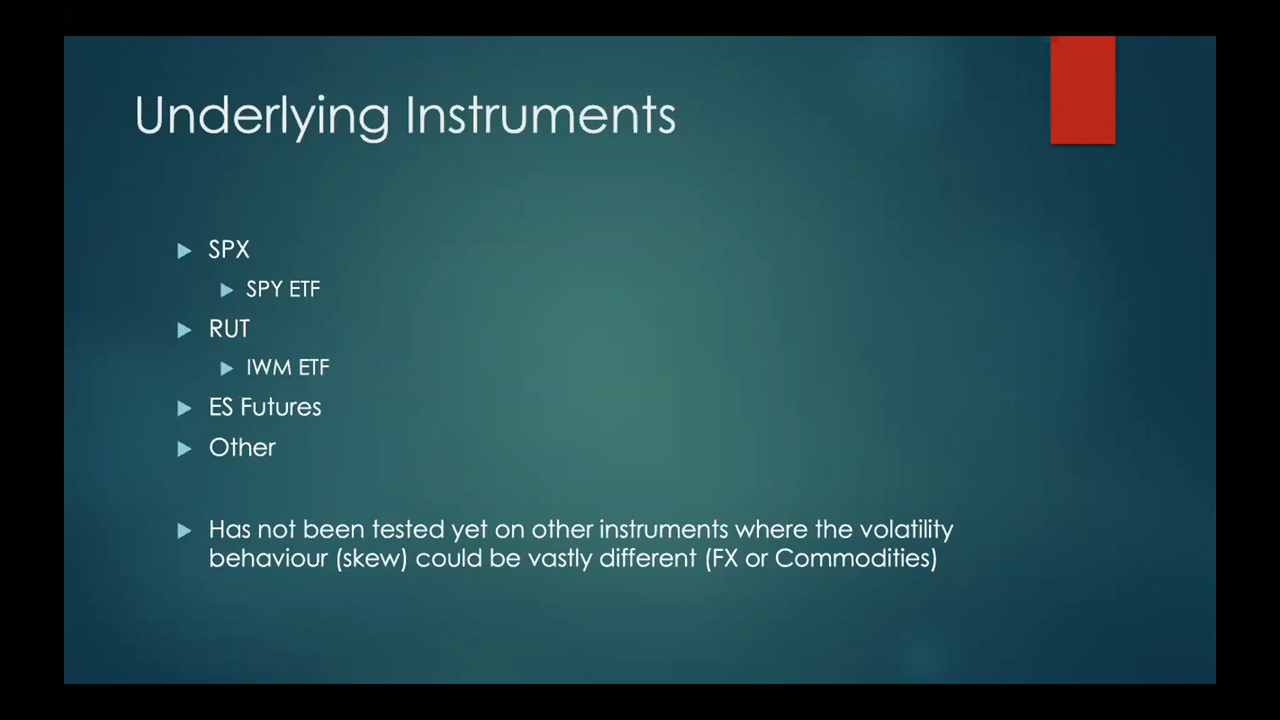 Underlying Instruments
SPX
SPY ETF
RUT
IWM ETF
ES Futures
Other
Has not been tested yet on other instruments where the volatility
behaviour (skew) could be vastly different (FX or Commodities)